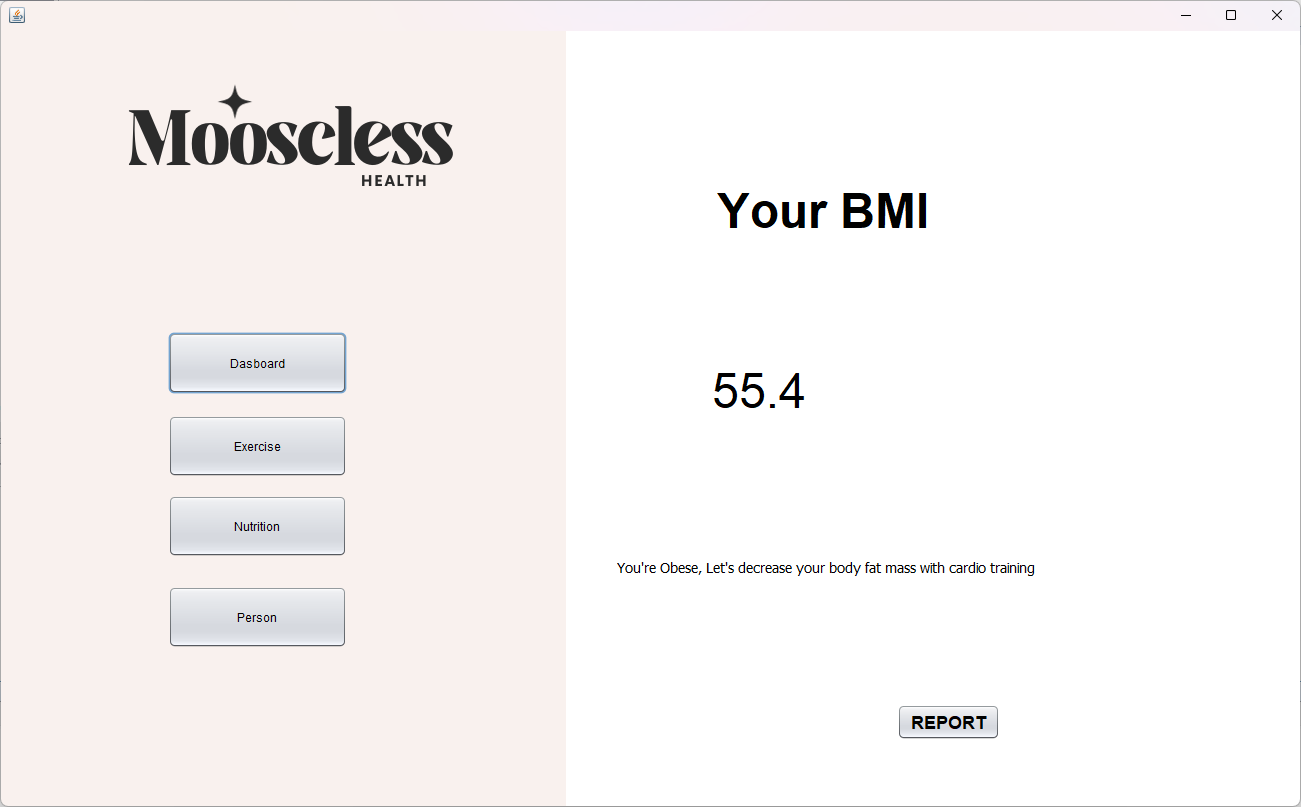 Mooscless
HEALTH
Dasboard
Exercise
Nutrition
Person
Your BMI
55.4
You're Obese, Let's decrease your body fat mass with cardio training
REPORT